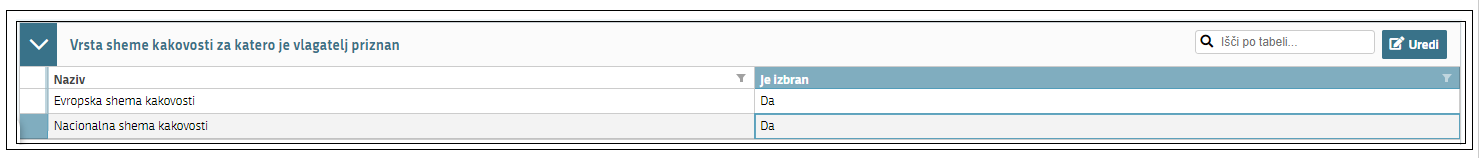 Vrsta sheme kakovosti za katero je vlagatelj priznan
Išči po tabeli...
Uredi
Naziv
Je izbran
Evropska shema kakovosti
Da
Nacionalna shema kakovosti
Da